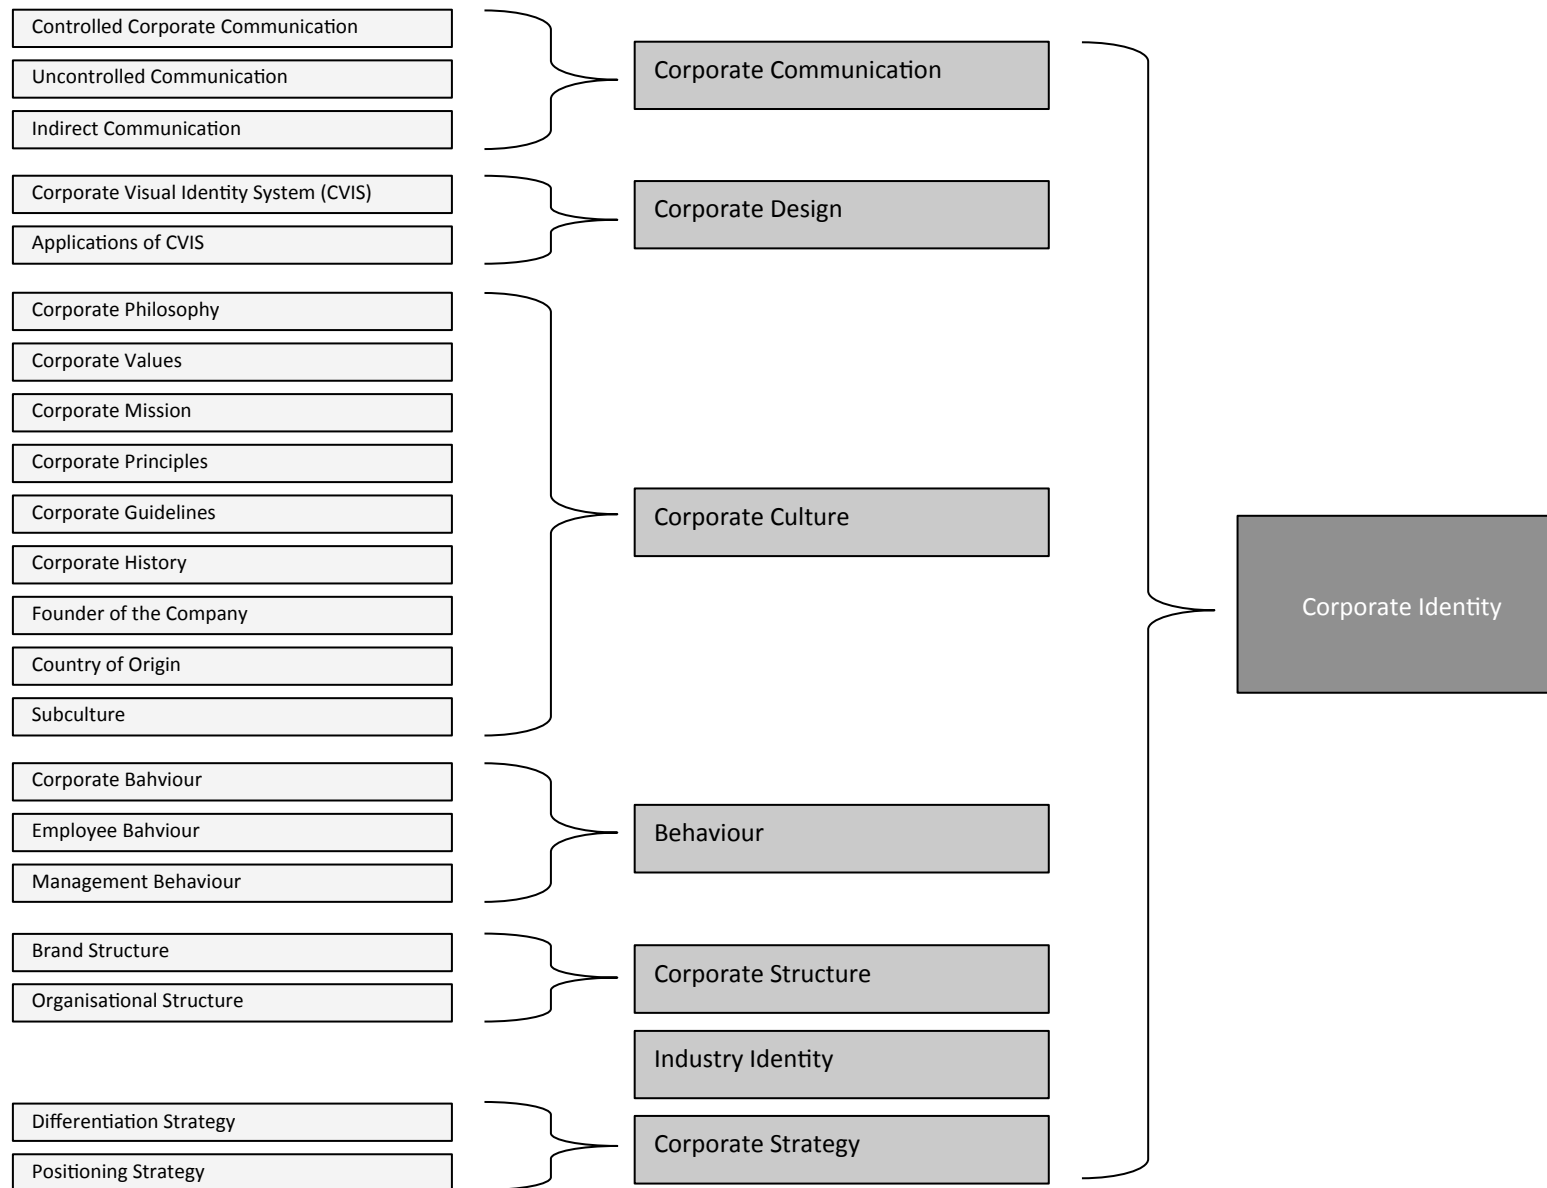 Controlled Corporate Communication
Uncontrolled Communication
Indirect Communication
Corporate Communication
Corporate Visual Identity System (CVIS)
Applications of CVIS
Corporate Design
Corporate Philosophy
Corporate Values
Corporate Mission
Corporate Principles
Corporate Guidelines
Corporate History
Founder of the Company
Country of Origin
Subculture
Corporate Culture
Corporate Bahviour
Employee Bahviour
Management Behaviour
Behaviour
Brand Structure
Organisational Structure
Corporate Structure
Industry Identity
Differentiation Strategy
Positioning Strategy
Corporate Strategy
Corporate Identity